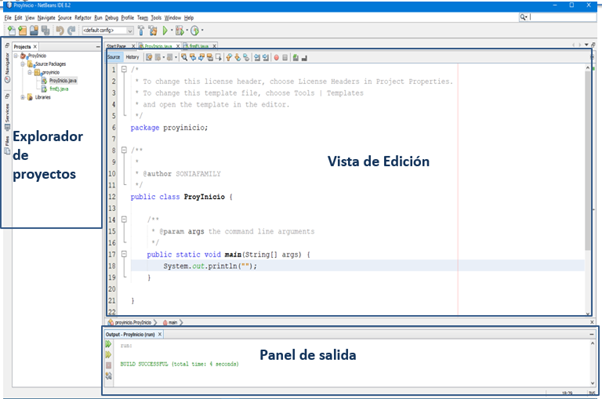 ProyInicio - NetBeans IDE 8.2
File Edit View Navigate Source Refactor Run Debug Profile Team Tools Window Help
<default config>
Projects
ProyInicio
Source Packages
proyinicio
ProyInicio.java
frmEj.java
Libraries
Navigator
Services
Files
Explorador
de
proyectos
Start Page ProyInicio.java frmEj.java
Source History
1 /*
2 * To change this license header, choose License Headers in Project Properties.
3 * To change this template file, choose Tools | Templates
4 * and open the template in the editor.
5 */
6 package proyinicio;
7
8 /**
9 *
10 * @author SONIAFAMILY
11 */
12 public class ProyInicio {
13
14 /**
15 * @param args the command line arguments
16 */
17 public static void main(String[] args) {
18 System.out.println("");
19 }
20
21 }
22
Vista de Edición
proyinicio.ProyInicio main
Output - ProyInicio (run)
run:
BUILD SUCCESSFUL (total time: 4 seconds)
Panel de salida